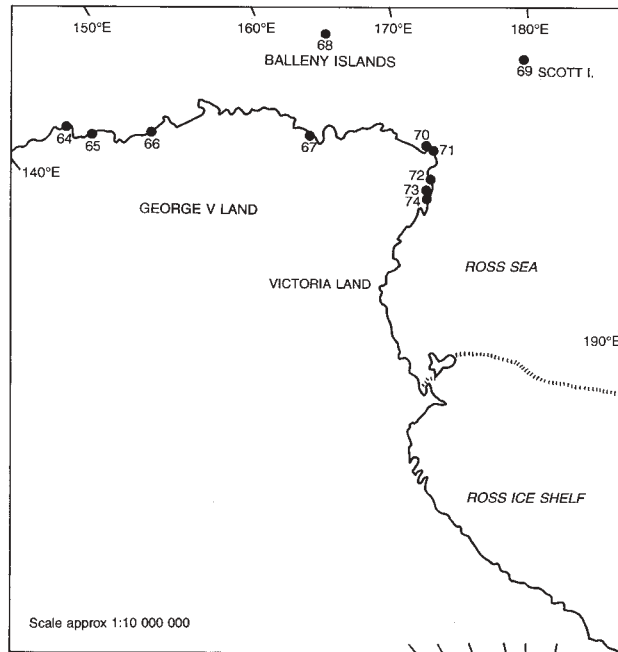 150°E 160°E 170°E 180°E
68
BALLENY ISLANDS
69 SCOTT I.
64 65 66 67 70 71
140°E
72
73
74
GEORGE V LAND
ROSS SEA
VICTORIA LAND
190°E
ROSS ICE SHELF
Scale approx 1:10 000 000